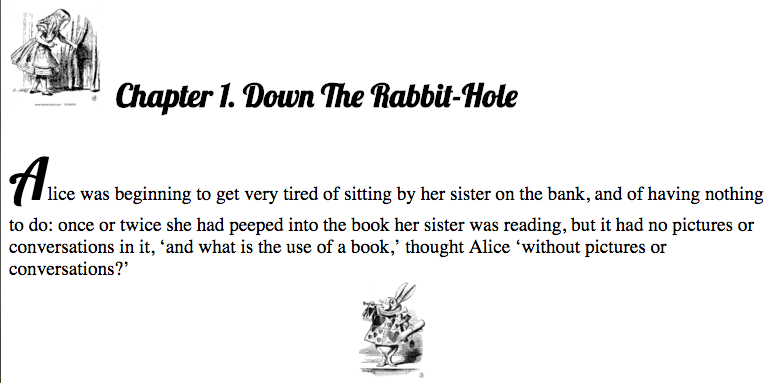 Chapter 1. Down The Rabbit-Hole
Alice was beginning to get very tired of sitting by her sister on the bank, and of having nothing
to do: once or twice she had peeped into the book her sister was reading, but it had no pictures or
conversations in it, ‘and what is the use of a book,’ thought Alice ‘without pictures or
conversations?’